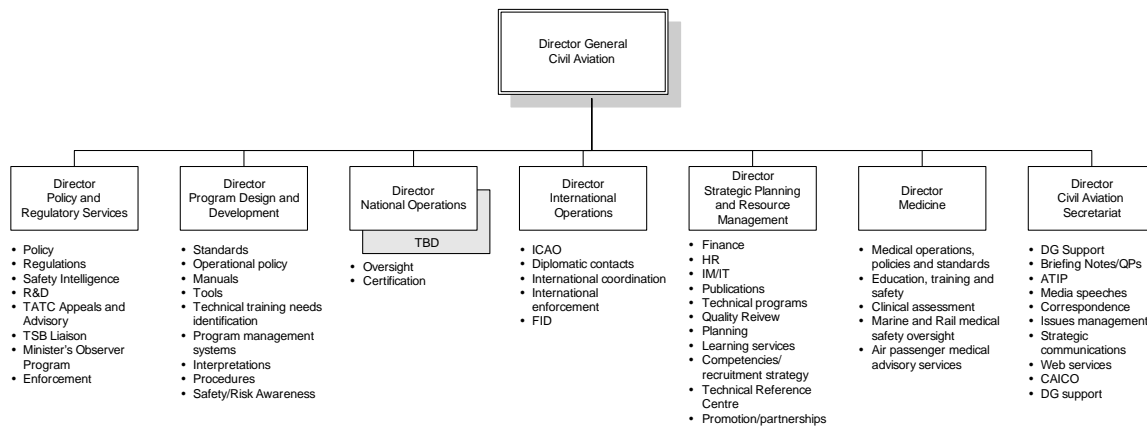 Director General
Civil Aviation
Director
Policy and
Regulatory Services
• Policy
• Regulations
• Safety Intelligence
• R&D
• TATC Appeals and
Advisory
• TSB Liaison
• Minister's Observer
Program
• Enforcement
Director
Program Design and
Development
• Standards
• Operational policy
• Manuals
• Tools
• Technical training needs
identification
• Program management
systems
• Interpretations
• Procedures
• Safety/Risk Awareness
Director
National Operations
TBD
• Oversight
• Certification
Director
International
Operations
• ICAO
• Diplomatic contacts
• International coordination
• International
enforcement
• FID
Director
Strategic Planning
and Resource
Management
• Finance
• HR
• IM/IT
• Publications
• Technical programs
• Quality Reivew
• Planning
• Learning services
• Competencies/
recruitment strategy
• Technical Reference
Centre
• Promotion/partnerships
Director
Medicine
• Medical operations,
policies and standards
• Education, training and
safety
• Clinical assessment
• Marine and Rail medical
safety oversight
• Air passenger medical
advisory services
Director
Civil Aviation
Secretariat
• DG Support
• Briefing Notes/QPs
• ATIP
• Media speeches
• Correspondence
• Issues management
• Strategic
communications
• Web services
• CAICO
• DG support